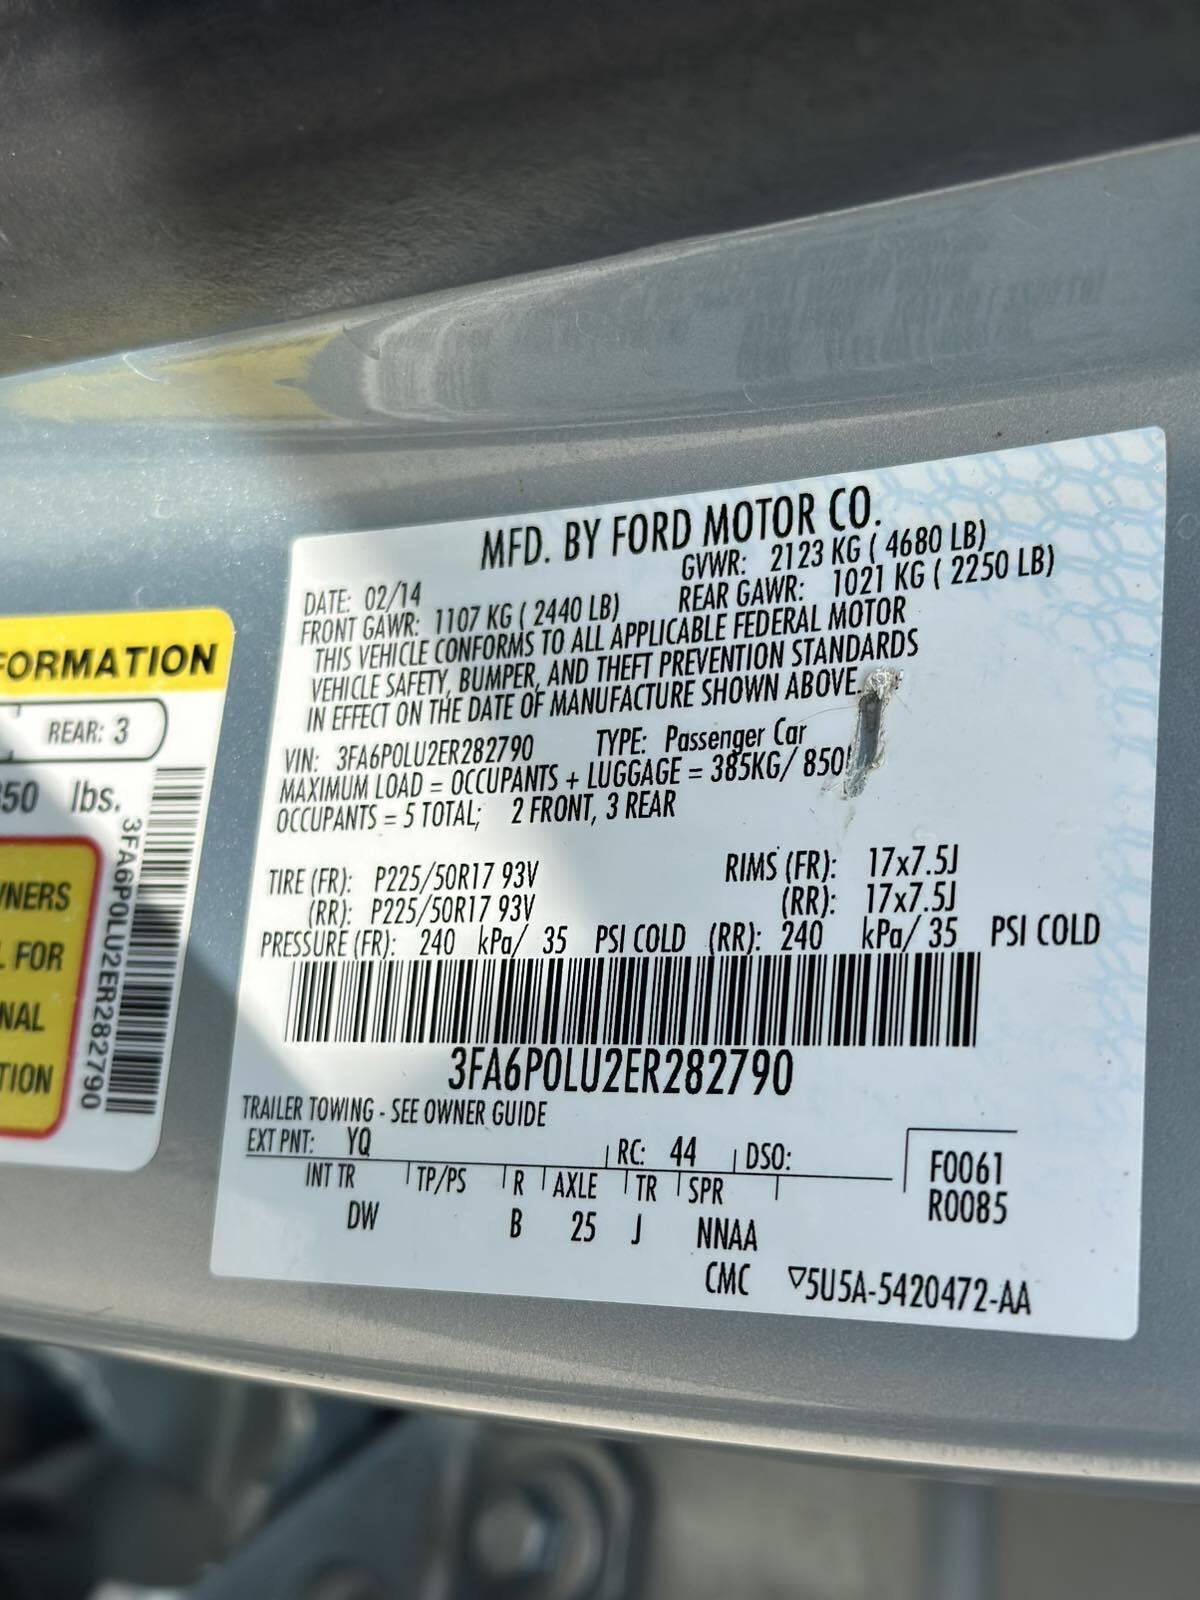 MFD. BY FORD MOTOR CO.
DATE: 02/14 GVWR: 2123 KG ( 4680 LB)
FRONT GAWR: 1107 KG ( 2440 LB) REAR GAWR: 1021 KG ( 2250 LB)
THIS VEHICLE CONFORMS TO ALL APPLICABLE FEDERAL MOTOR
VEHICLE SAFETY, BUMPER, AND THEFT PREVENTION STANDARDS
IN EFFECT ON THE DATE OF MANUFACTURE SHOWN ABOVE.
VIN: 3FA6P0LU2ER282790 TYPE: Passenger Car
MAXIMUM LOAD = OCCUPANTS + LUGGAGE = 385KG/ 850
OCCUPANTS = 5 TOTAL; 2 FRONT, 3 REAR
TIRE (FR): P225/50R17 93V RIMS (FR): 17x7.5J
(RR): P225/50R17 93V (RR): 17x7.5J
PRESSURE (FR): 240 kPa/ 35 PSI COLD (RR): 240 kPa/ 35 PSI COLD
3FA6P0LU2ER282790
TRAILER TOWING - SEE OWNER GUIDE
EXT PNT: YQ RC: 44 DSO:
INT TR TP/PS R AXLE TR SPR
DW B 25 J NNAA
F0061
R0085
CMC ▽5U5A-5420472-AA
FORMATION
REAR: 3
850 lbs.
WNERS
L FOR
NAL
TION
3FA6P0LU2ER282790